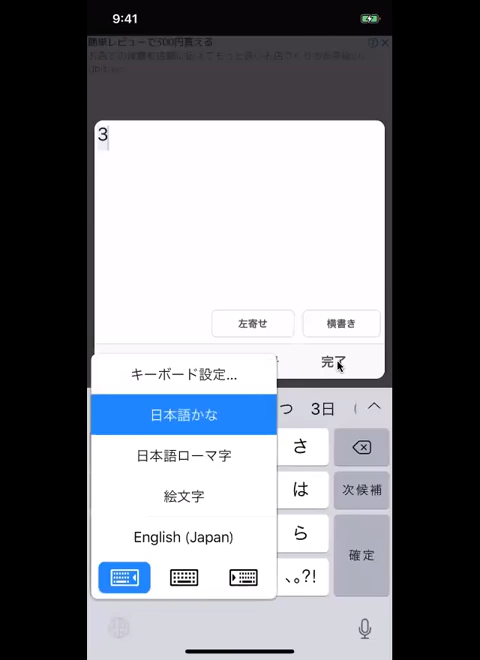 9:41
簡単レビューで500円貰える
3
左寄せ
横書き
完了
キーボード設定...
日本語かな
日本語ローマ字
絵文字
English (Japan)
つ
3日
さ
は
次候補
ら
確定
､｡?!